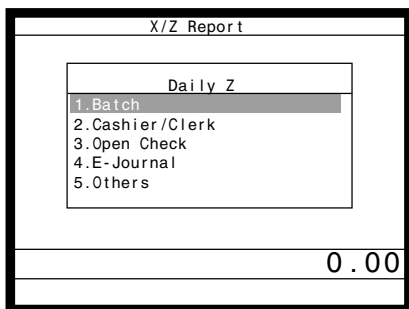 X/Z Report
Daily Z
1.Batch
2.Cashier/Clerk
3.Open Check
4.E-Journal
5.Others
0.00